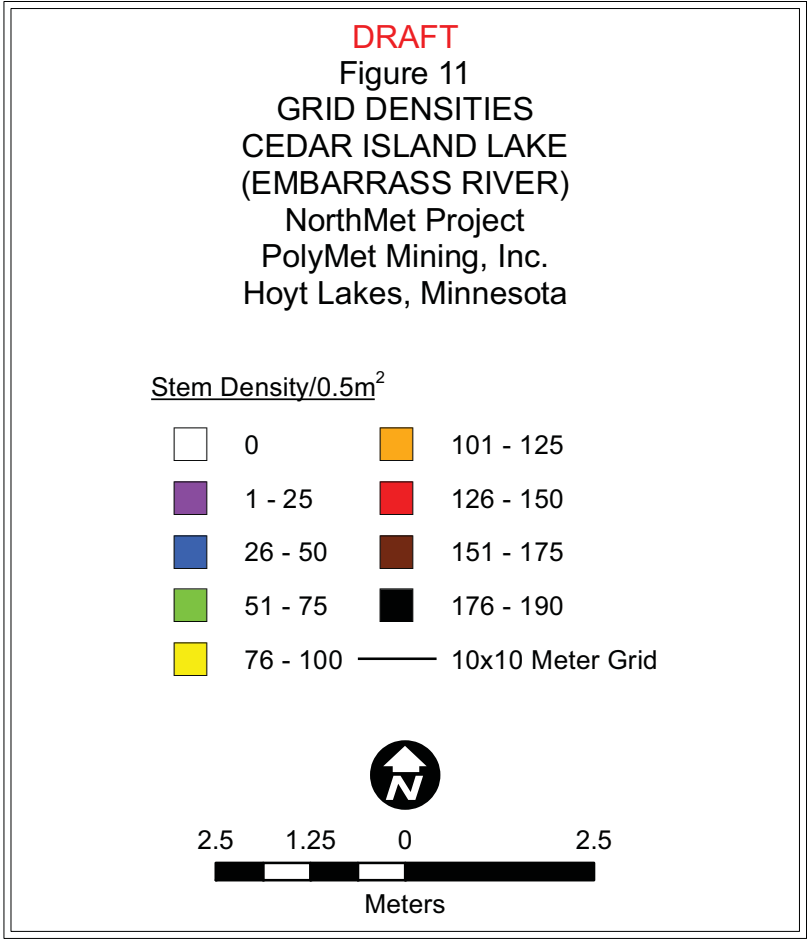 DRAFT
Figure 11
GRID DENSITIES
CEDAR ISLAND LAKE
(EMBARRASS RIVER)
NorthMet Project
PolyMet Mining, Inc.
Hoyt Lakes, Minnesota
Stem Density/0.5m²
0
1 - 25
26 - 50
51 - 75
76 - 100
101 - 125
126 - 150
151 - 175
176 - 190
10x10 Meter Grid
N
2.5 1.25 0 2.5
Meters